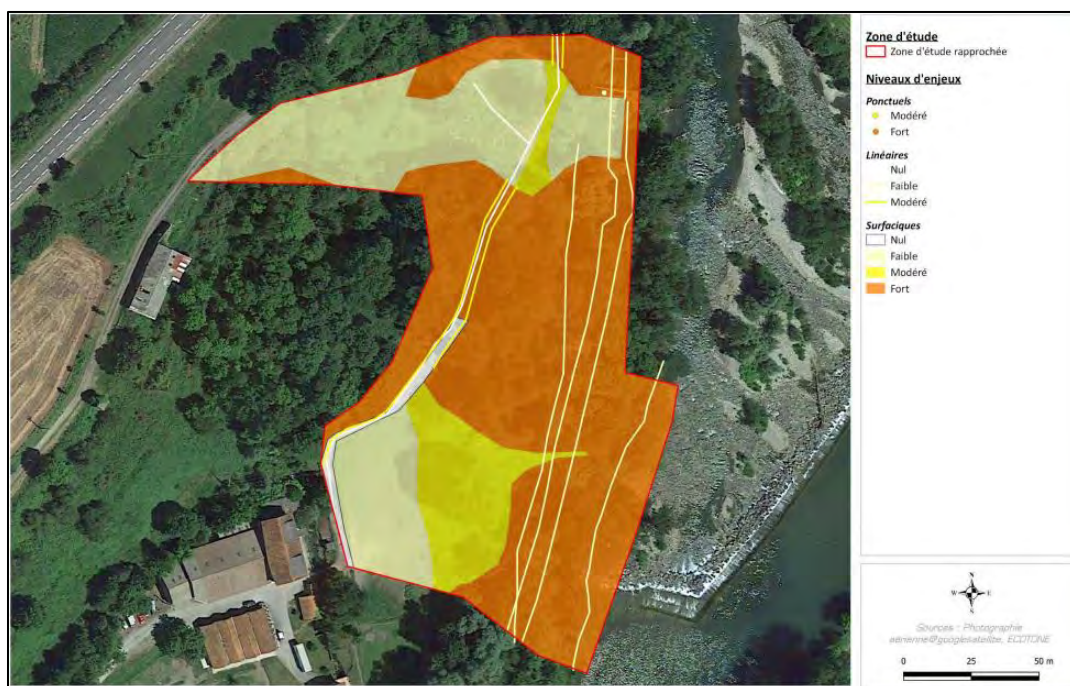 Zone d'étude
Zone d'étude rapprochée
Niveaux d'enjeux
Ponctuels
Modéré
Fort
Linéaires
Nul
Faible
Modéré
Surfaciques
Nul
Faible
Modéré
Fort
N
W E
S
Sources : Photographie
aérienne@googlesatellite, ECOTONE
0 25 50 m